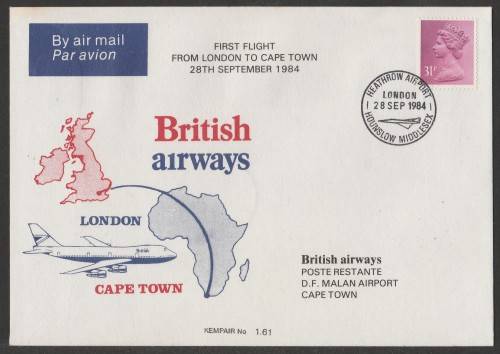 By air mail
Par avion
FIRST FLIGHT
FROM LONDON TO CAPE TOWN
28TH SEPTEMBER 1984
31P
HEATHROW AIRPORT
LONDON
28 SEP 1984
HOUNSLOW MIDDLESEX
British
airways
LONDON
CAPE TOWN
British airways
POSTE RESTANTE
D.F. MALAN AIRPORT
CAPE TOWN
KEMPAIR No 1.61